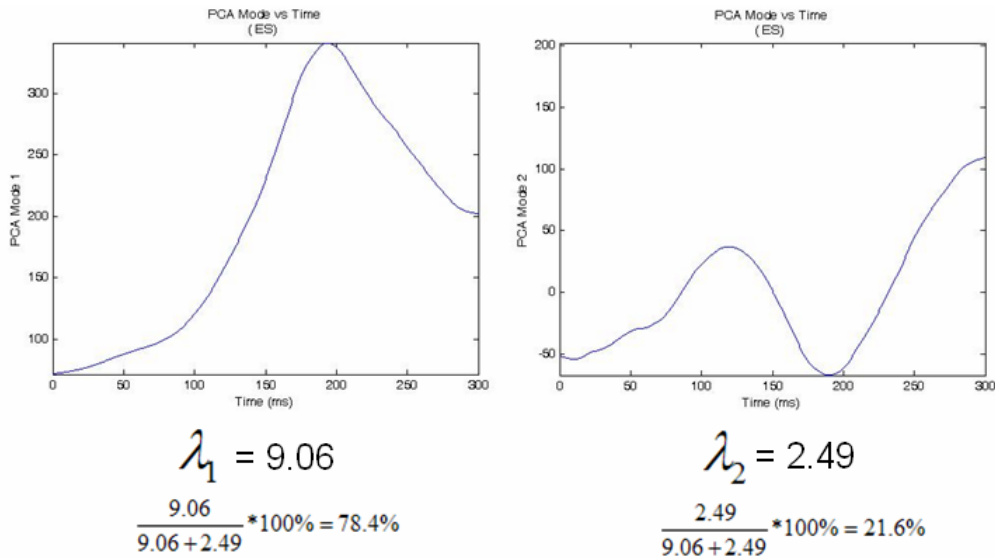 PCA Mode vs Time
(ES)
PCA Mode 1
300
250
200
150
100
0 50 100 150 200 250 300
Time (ms)
λ1 = 9.06
9.06
9.06+2.49
*100% = 78.4%
PCA Mode vs Time
(ES)
PCA Mode 2
200
150
100
50
0
-50
0 50 100 150 200 250 300
Time (ms)
λ2 = 2.49
2.49
9.06+2.49
*100% = 21.6%